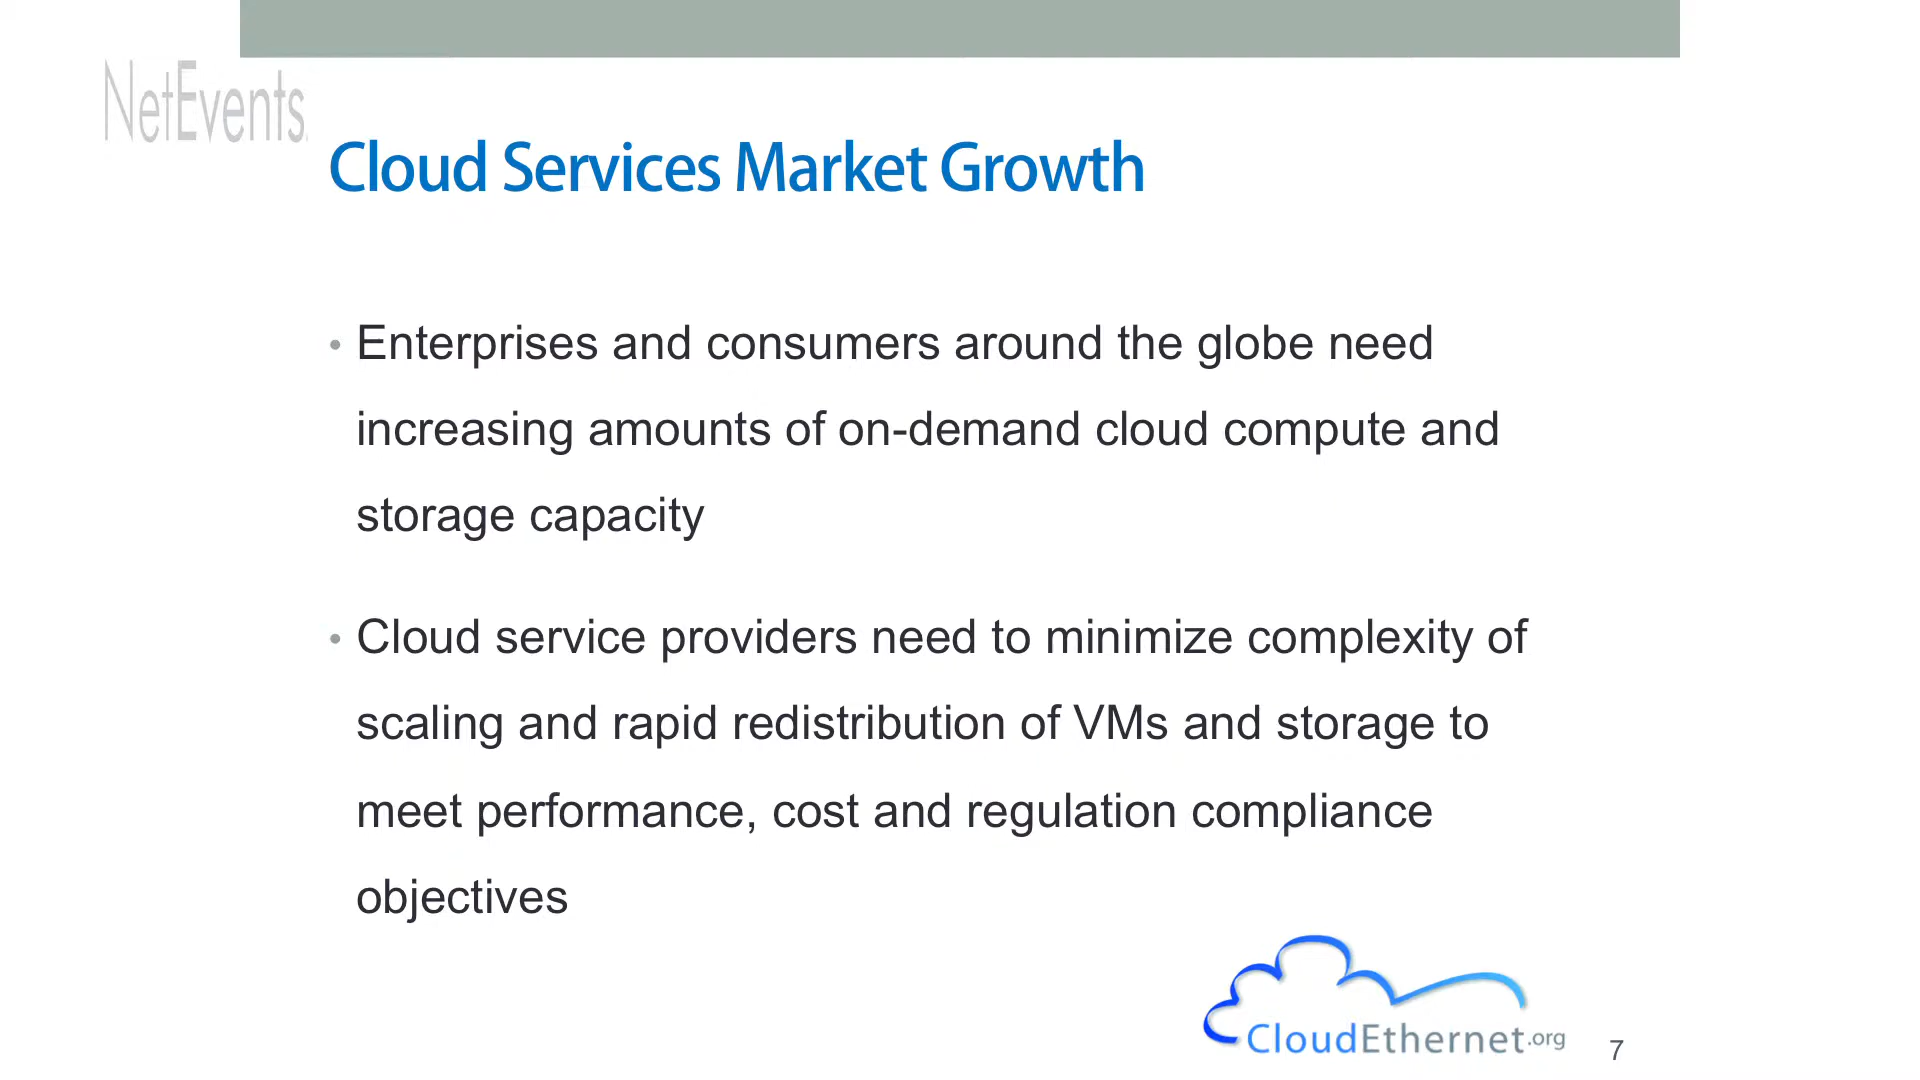 NetEvents
Cloud Services Market Growth
• Enterprises and consumers around the globe need
increasing amounts of on-demand cloud compute and
storage capacity
• Cloud service providers need to minimize complexity of
scaling and rapid redistribution of VMs and storage to
meet performance, cost and regulation compliance
objectives
CloudEthernet.org
7